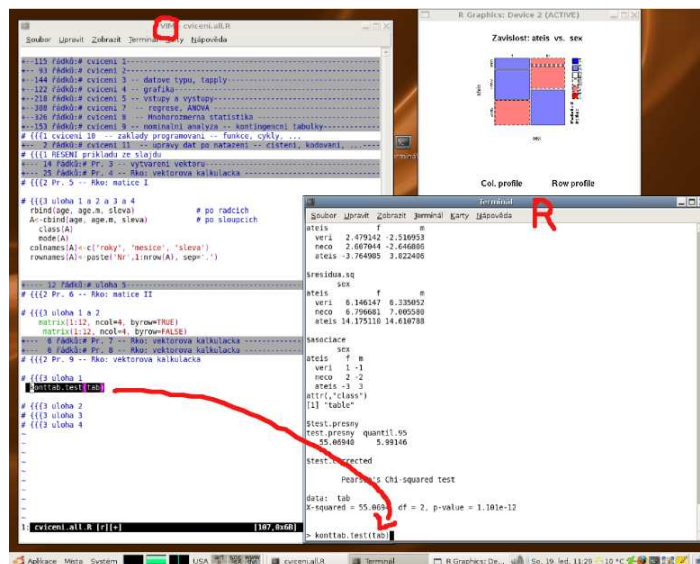 VIM - cviceni.all.R
Soubor Upravit Zobrazit Terminál Karty Nápověda
+--115 řádků:# cviceni 1
+-- 93 řádků:# cviceni 2
+--144 řádků:# cviceni 3 -- datove typu, tapply
+--122 řádků:# cviceni 4 -- grafika
+--218 řádků:# cviceni 5 -- vstupy a vystupy
+--308 řádků:# cviceni 7 -- regrese, ANOVA
+--326 řádků:# cviceni 8 -- Mnohorozmerna statistika
+--153 řádků:# cviceni 9 -- nominalni analyza -- kontingencni tabulky
# {{{1 cviceni 10 -- zaklady programovani -- funkce, cykly, ...
+-- 2 řádků:# cviceni 11 -- upravy dat po natazeni -- cisteni, kodovani, ...
# {{{1 RESENI prikladu ze slajdu
+--- 14 řádků:# Pr. 3 -- vytvareni vektoru
+--- 25 řádků:# Pr. 4 -- Rko: vektorova kalkulacka
# {{{2 Pr. 5 -- Rko: matice I
# {{{3 uloha 1 a 2 a 3 a 4
rbind(age, age.m, sleva) # po radcich
A<-cbind(age, age.m, sleva) # po sloupcich
class(A)
mode(A)
colnames(A)<-c('roky', 'mesice', 'sleva')
rownames(A)<-paste('Nr',1:nrow(A), sep='.')
+---- 12 řádků:# uloha 5
# {{{2 Pr. 6 -- Rko: matice II
# {{{3 uloha 1 a 2
matrix(1:12, ncol=4, byrow=TRUE)
matrix(1:12, ncol=4, byrow=FALSE)
+--- 6 řádků:# Pr. 7 -- Rko: vektorova kalkulacka
+--- 6 řádků:# Pr. 8 -- Rko: vektorova kalkulacka
# {{{2 Pr. 9 -- Rko: vektorova kalkulacka
# {{{3 uloha 1
konttab.test(tab)
# {{{3 uloha 2
# {{{3 uloha 3
# {{{3 uloha 4
1: cviceni.all.R [r][+] [107,0x6B]
R Graphics: Device 2 (ACTIVE)
Zavislost: ateis vs. sex
ateis
sex
Col. profile Row profile
Terminál
R
Soubor Upravit Zobrazit Terminál Karty Nápověda
ateis f m
veri 2.479142 -2.516953
neco 2.607044 -2.646806
ateis -3.764985 3.822406
$residua.sq
sex
ateis f m
veri 6.146147 6.335052
neco 6.796681 7.005580
ateis 14.175110 14.610788
$asociace
sex
ateis f m
veri 1 -1
neco 2 -2
ateis -3 3
attr(,"class")
[1] "table"
$test.presny
test.presny quantil.95
55.06940 5.99146
$test.corrected
Pearson's Chi-squared test
data: tab
X-squared = 55.0694, df = 2, p-value = 1.101e-12
> konttab.test(tab)
Aplikace Místa Systém USA cviceni.all.R Terminál R Graphics: De... So, 19. led, 11:29 10 °C